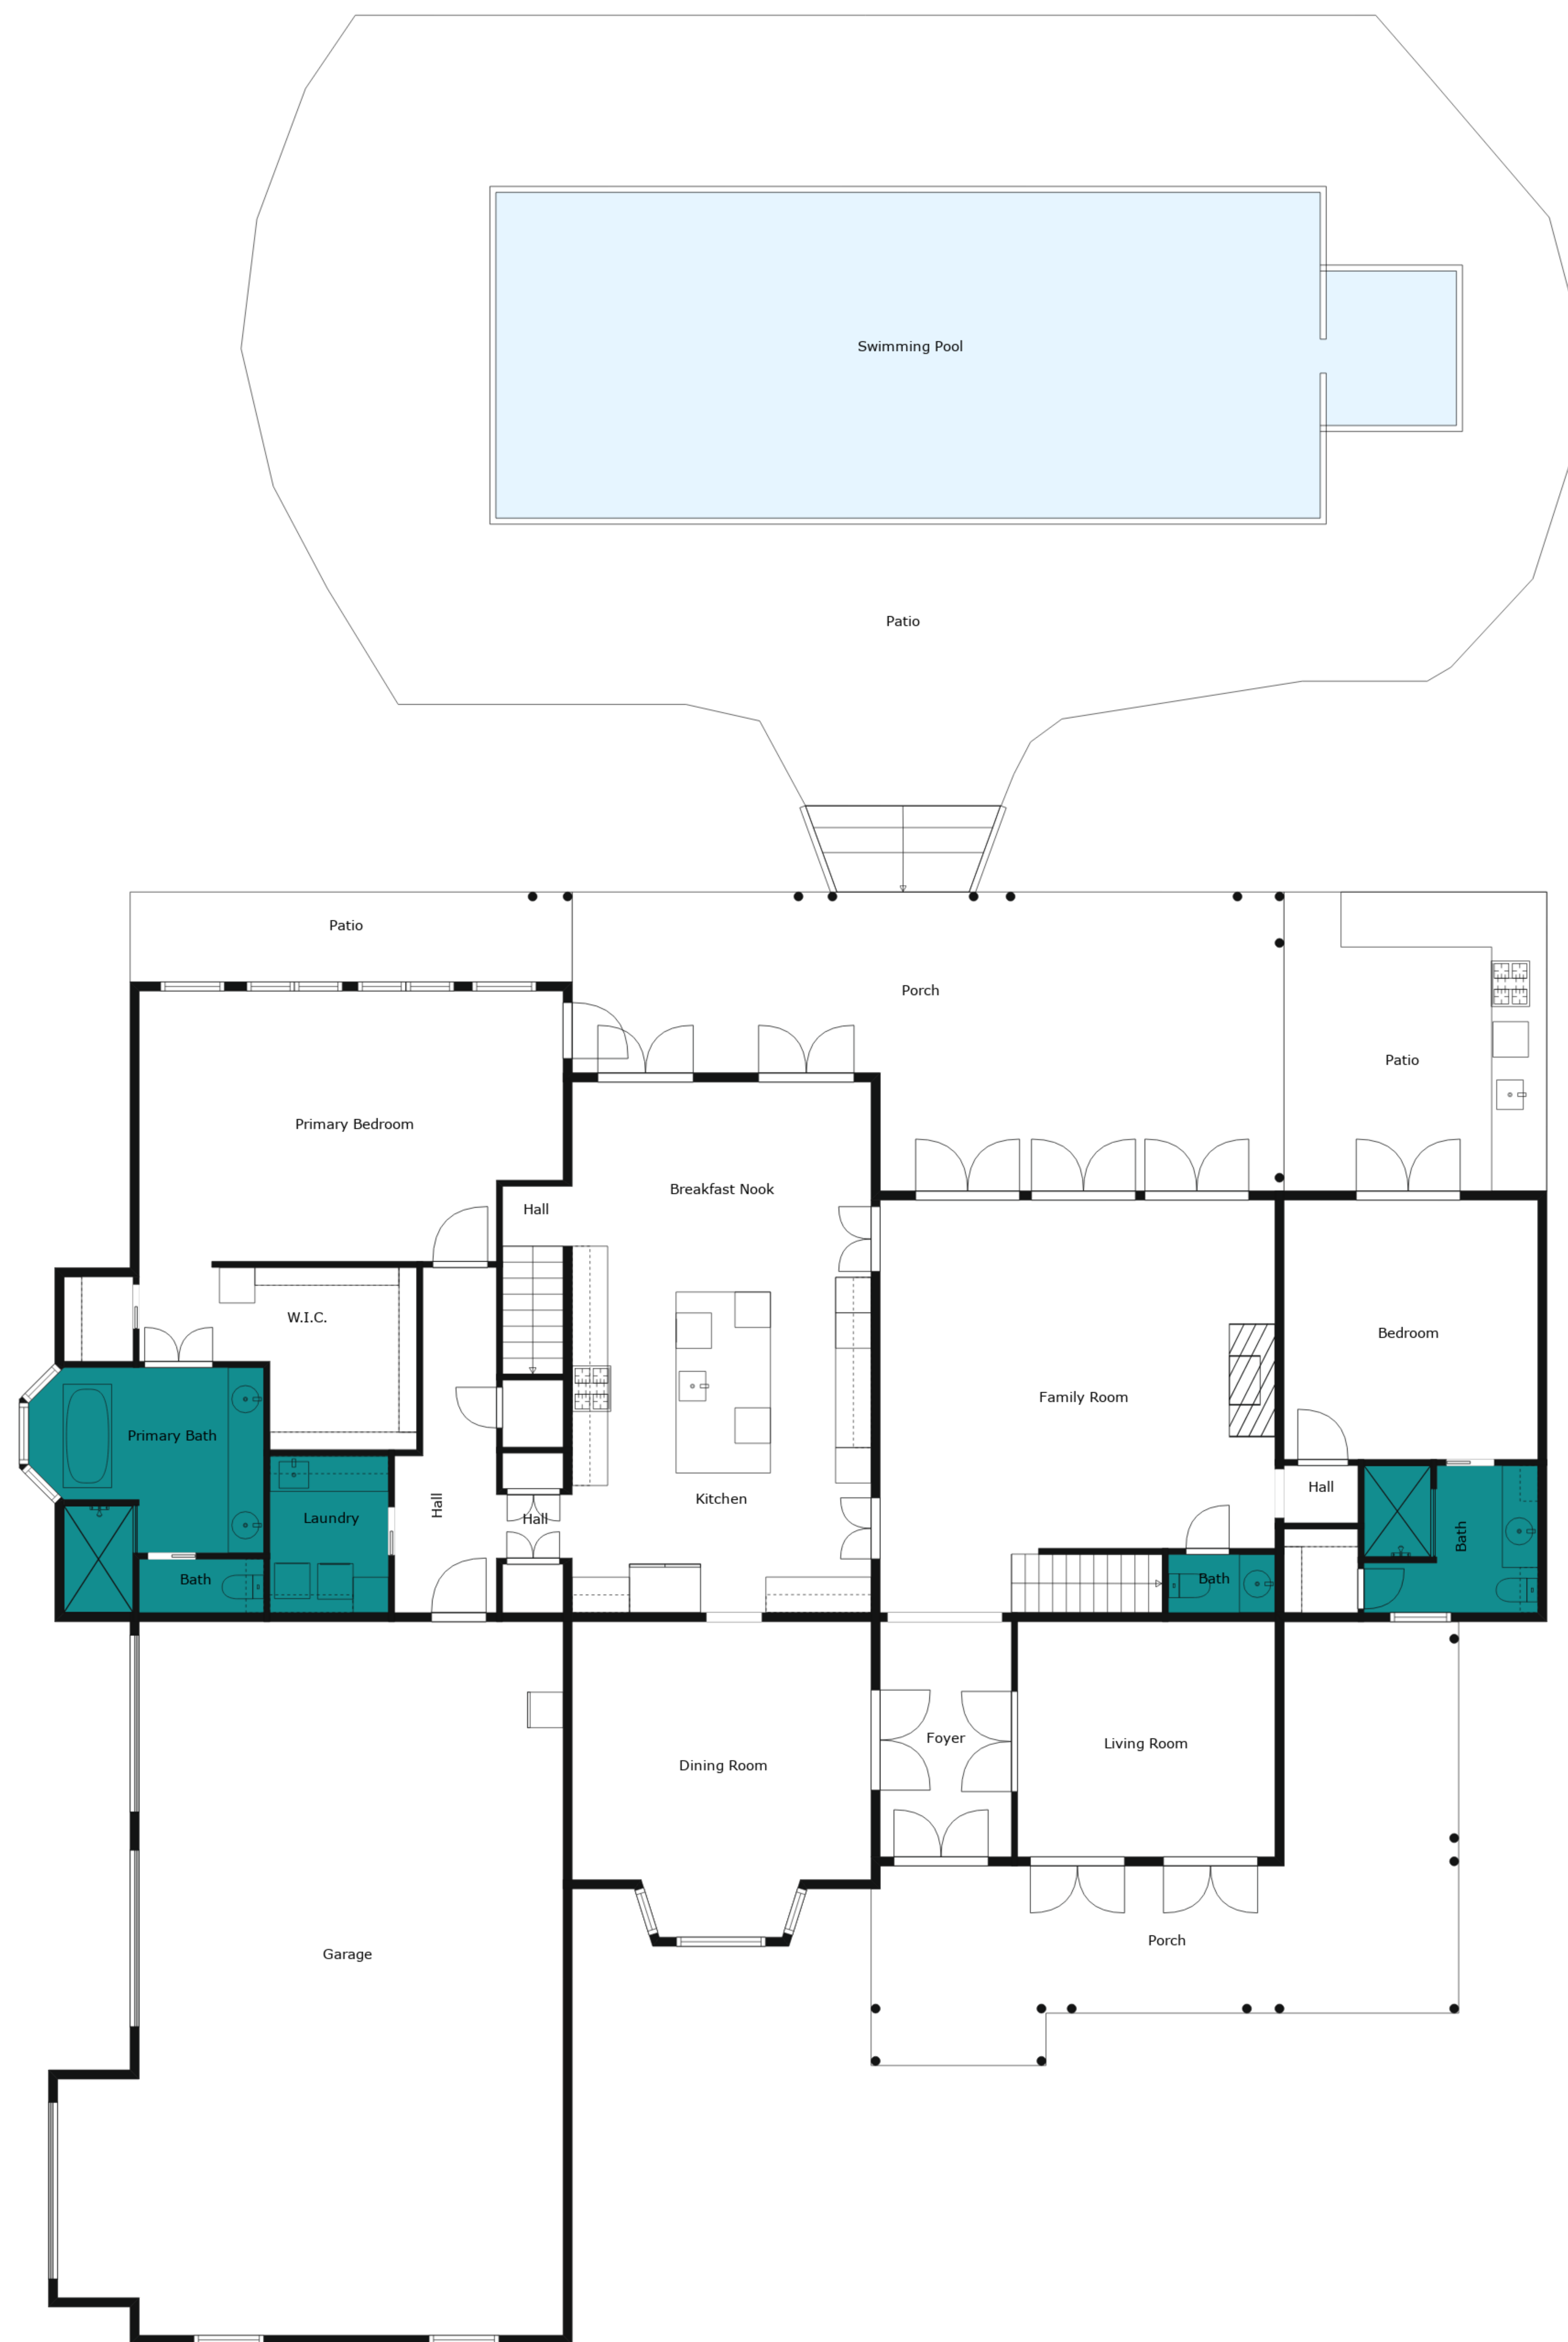 Swimming Pool
Patio
Patio
Porch
Patio
Primary Bedroom
Breakfast Nook
Hall
W.I.C.
Bedroom
Family Room
Primary Bath
Hall
Kitchen
Hall
Laundry
Hall
Bath
Bath
Bath
Foyer
Living Room
Dining Room
Porch
Garage